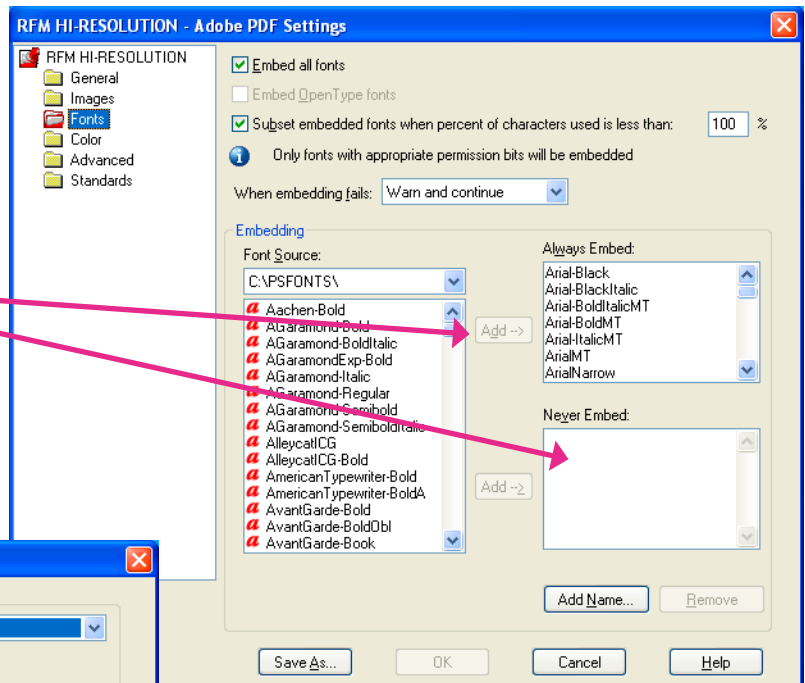 RFM HI-RESOLUTION - Adobe PDF Settings
RFM HI-RESOLUTION
General
Images
Fonts
Color
Advanced
Standards
Embed all fonts
Embed OpenType fonts
Subset embedded fonts when percent of characters used is less than: 100 %
Only fonts with appropriate permission bits will be embedded
When embedding fails: Warn and continue
Embedding
Font Source:
C:\PSFONTS\
Aachen-Bold
AGaramond-Bold
AGaramond-BoldItalic
AGaramondExp-Bold
AGaramond-Italic
AGaramond-Regular
AGaramond-Semibold
AGaramond-SemiboldItalic
AlleycatICG
AlleycatICG-Bold
AmericanTypewriter-Bold
AmericanTypewriter-BoldA
AvantGarde-Bold
AvantGarde-BoldObl
AvantGarde-Book
Add -->
Add -->
Always Embed:
Arial-Black
Arial-BlackItalic
Arial-BoldItalicMT
Arial-BoldMT
Arial-ItalicMT
ArialMT
ArialNarrow
Never Embed:
Add Name...
Remove
Save As...
OK
Cancel
Help